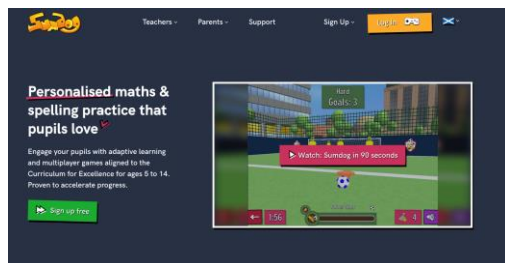 Sumdog
Teachers
Parents
Support
Sign Up
Log In
Personalised maths &
spelling practice that
pupils love
Engage your pupils with adaptive learning
and multiplayer games aligned to the
Curriculum for Excellence for ages 5 to 14.
Proven to accelerate progress.
Sign up free
Hard
Goals: 3
Watch: Sumdog in 90 seconds
1:56
4